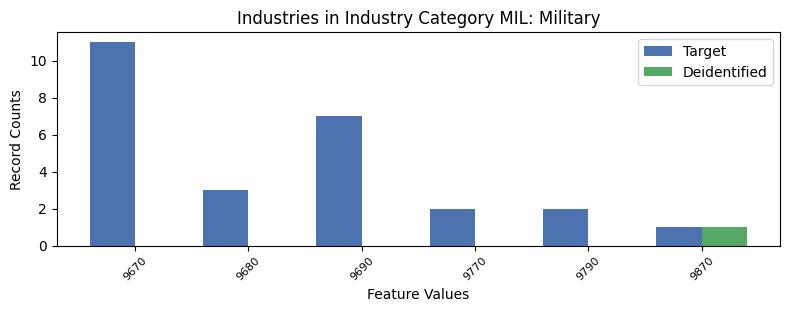 Industries in Industry Category MIL: Military
Target
Deidentified
Record Counts
10
8
6
4
2
0
9670 9680 9690 9770 9790 9870
Feature Values